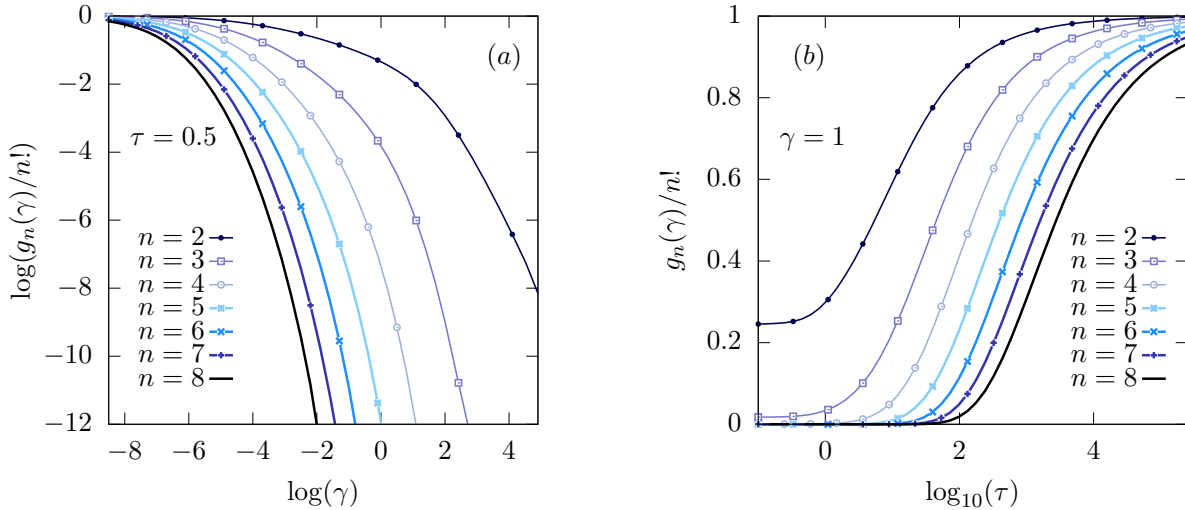 0
−2
−4
−6
−8
−10
−12
log(g_n(γ)/n!)
(a)
τ = 0.5
n = 2
n = 3
n = 4
n = 5
n = 6
n = 7
n = 8
−8 −6 −4 −2 0 2 4
log(γ)
1
0.8
0.6
0.4
0.2
0
g_n(γ)/n!
(b)
γ = 1
n = 2
n = 3
n = 4
n = 5
n = 6
n = 7
n = 8
0 2 4
log₁₀(τ)